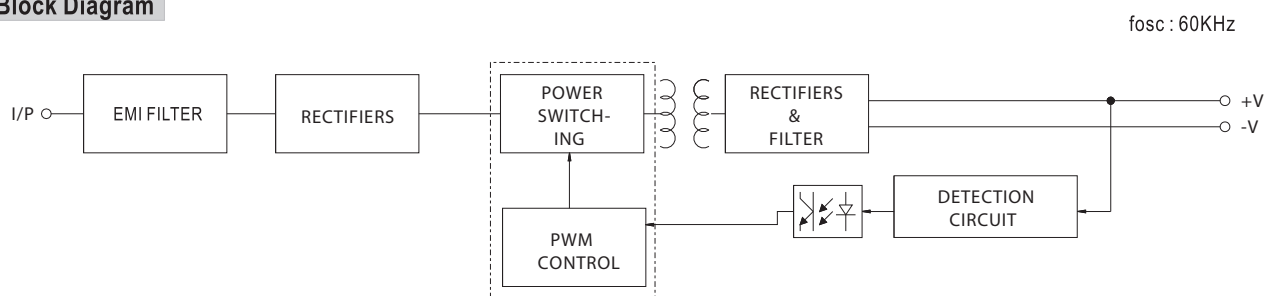 Block Diagram
fosc : 60KHz
I/P
EMI FILTER
RECTIFIERS
POWER
SWITCH-
ING
RECTIFIERS
&
FILTER
+V
-V
DETECTION
CIRCUIT
PWM
CONTROL